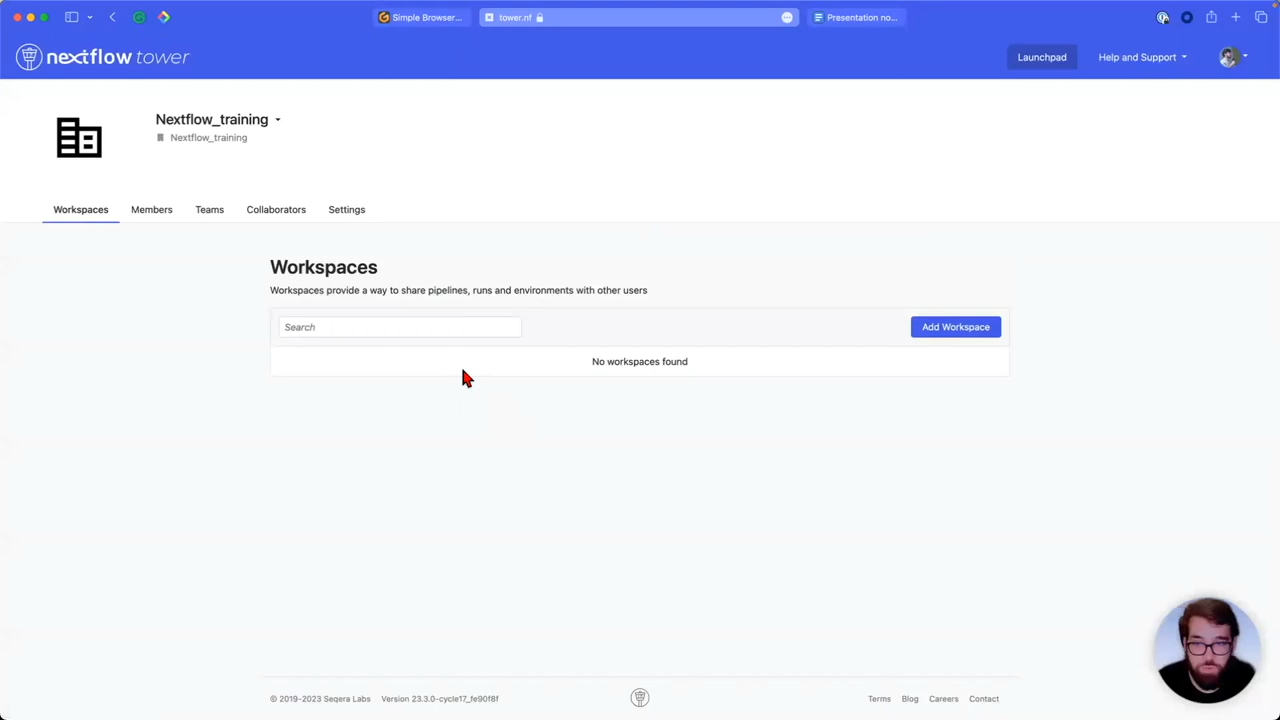 Simple Browser...
tower.nf
Presentation no...
nextflow tower
Launchpad
Help and Support
Nextflow_training
Nextflow_training
Workspaces
Members
Teams
Collaborators
Settings
Workspaces
Workspaces provide a way to share pipelines, runs and environments with other users
Search
Add Workspace
No workspaces found
© 2019-2023 Seqera Labs
Version 23.3.0-cycle17_fe90f8f
Terms
Blog
Careers
Contact